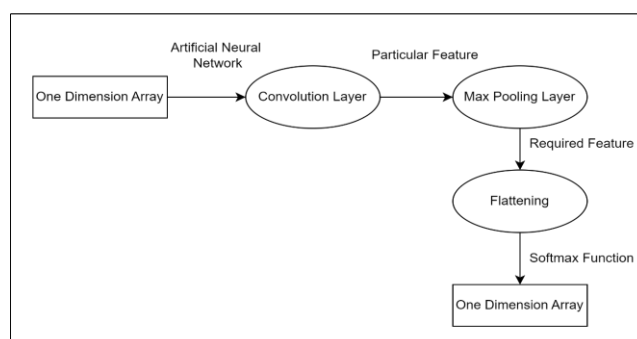 Artificial Neural
Network
Particular Feature
One Dimension Array
Convolution Layer
Max Pooling Layer
Required Feature
Flattening
Softmax Function
One Dimension Array